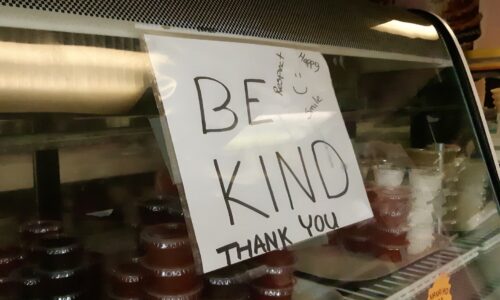 Respect
Happy
Smile
BE
KIND
THANK YOU